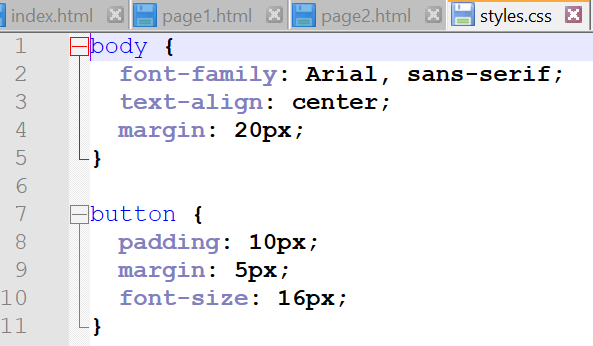 index.html page1.html page2.html styles.css
1 body {
2 font-family: Arial, sans-serif;
3 text-align: center;
4 margin: 20px;
5 }
6
7 button {
8 padding: 10px;
9 margin: 5px;
10 font-size: 16px;
11 }